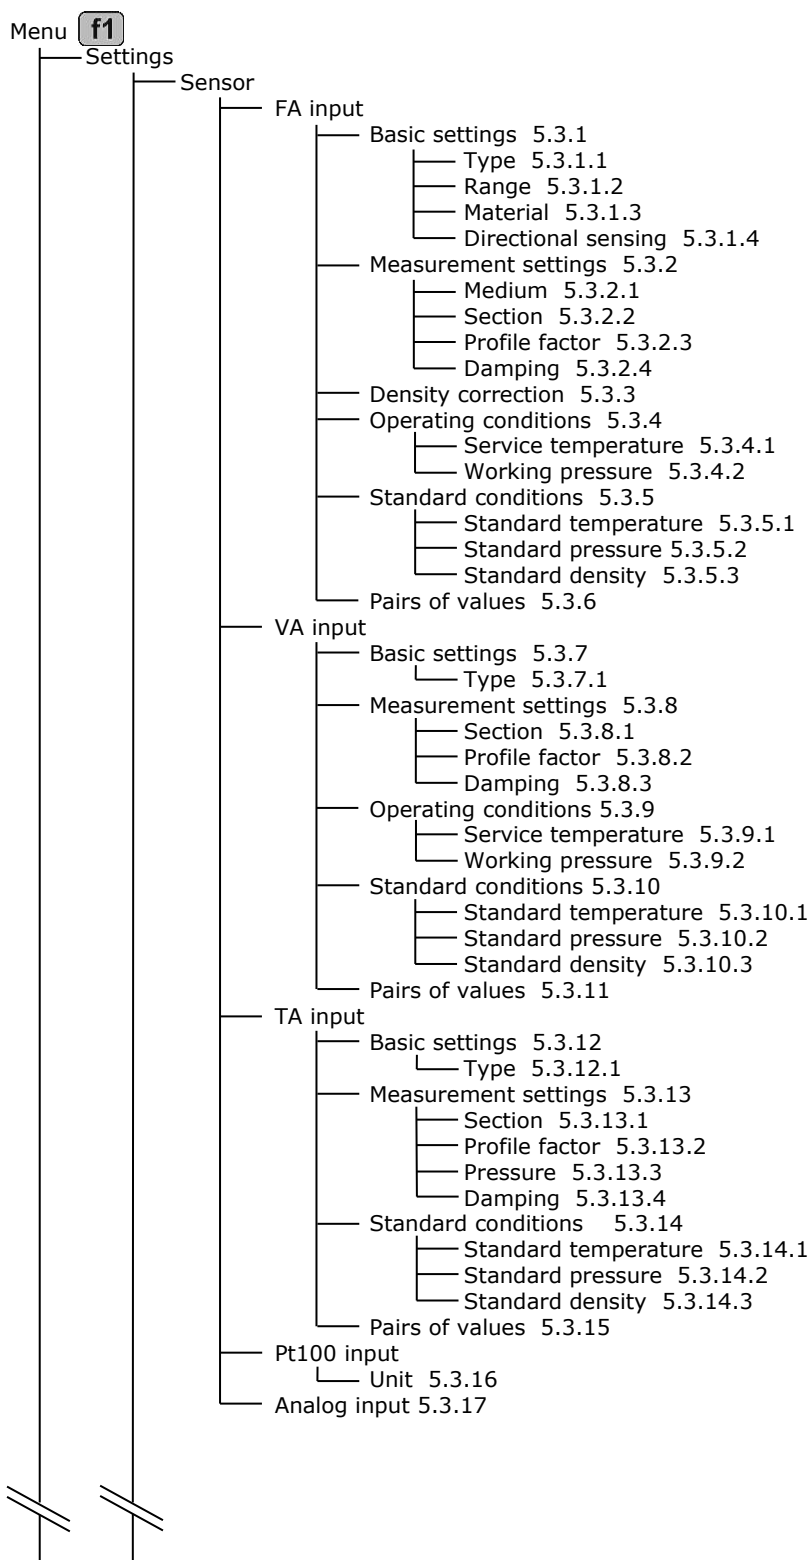 Menu f1
Settings
Sensor
FA input
Basic settings 5.3.1
Type 5.3.1.1
Range 5.3.1.2
Material 5.3.1.3
Directional sensing 5.3.1.4
Measurement settings 5.3.2
Medium 5.3.2.1
Section 5.3.2.2
Profile factor 5.3.2.3
Damping 5.3.2.4
Density correction 5.3.3
Operating conditions 5.3.4
Service temperature 5.3.4.1
Working pressure 5.3.4.2
Standard conditions 5.3.5
Standard temperature 5.3.5.1
Standard pressure 5.3.5.2
Standard density 5.3.5.3
Pairs of values 5.3.6
VA input
Basic settings 5.3.7
Type 5.3.7.1
Measurement settings 5.3.8
Section 5.3.8.1
Profile factor 5.3.8.2
Damping 5.3.8.3
Operating conditions 5.3.9
Service temperature 5.3.9.1
Working pressure 5.3.9.2
Standard conditions 5.3.10
Standard temperature 5.3.10.1
Standard pressure 5.3.10.2
Standard density 5.3.10.3
Pairs of values 5.3.11
TA input
Basic settings 5.3.12
Type 5.3.12.1
Measurement settings 5.3.13
Section 5.3.13.1
Profile factor 5.3.13.2
Pressure 5.3.13.3
Damping 5.3.13.4
Standard conditions 5.3.14
Standard temperature 5.3.14.1
Standard pressure 5.3.14.2
Standard density 5.3.14.3
Pairs of values 5.3.15
Pt100 input
Unit 5.3.16
Analog input 5.3.17